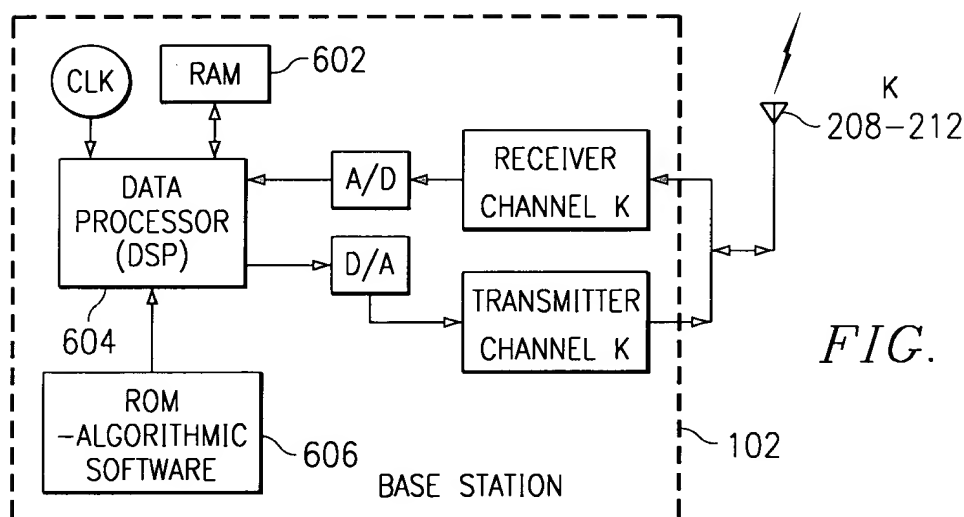 CLK
RAM
602
K
208-212
DATA
PROCESSOR
(DSP)
A/D
RECEIVER
CHANNEL K
D/A
TRANSMITTER
CHANNEL K
604
FIG.
ROM
-ALGORITHMIC
SOFTWARE
606
102
BASE STATION